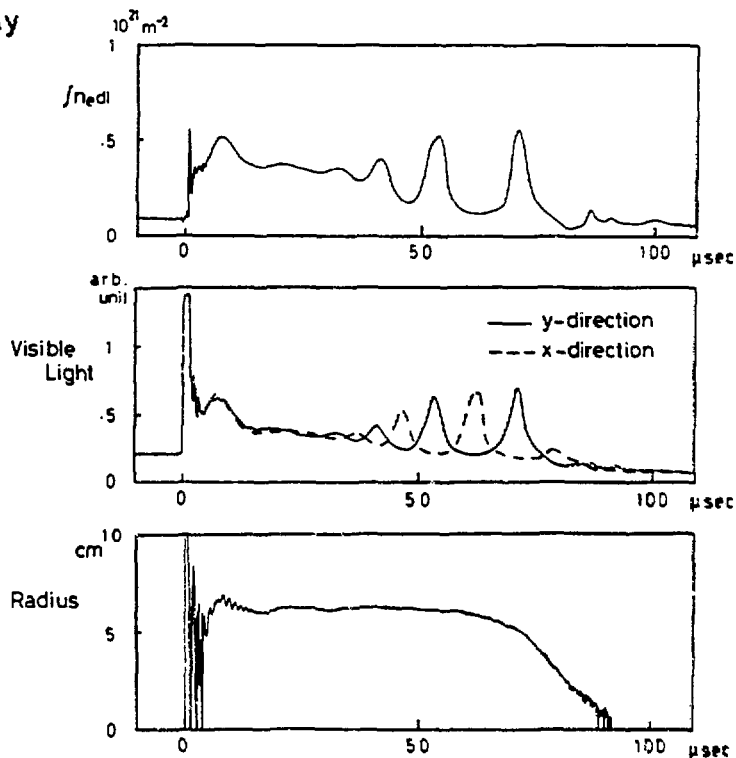 y
10²¹m⁻²
1
∫nedl
.5
0
0 50 100 μsec
arb. unit
Visible Light
1
.5
0
y-direction
x-direction
0 50 100 μsec
cm
10
Radius
5
0
0 50 100 μsec